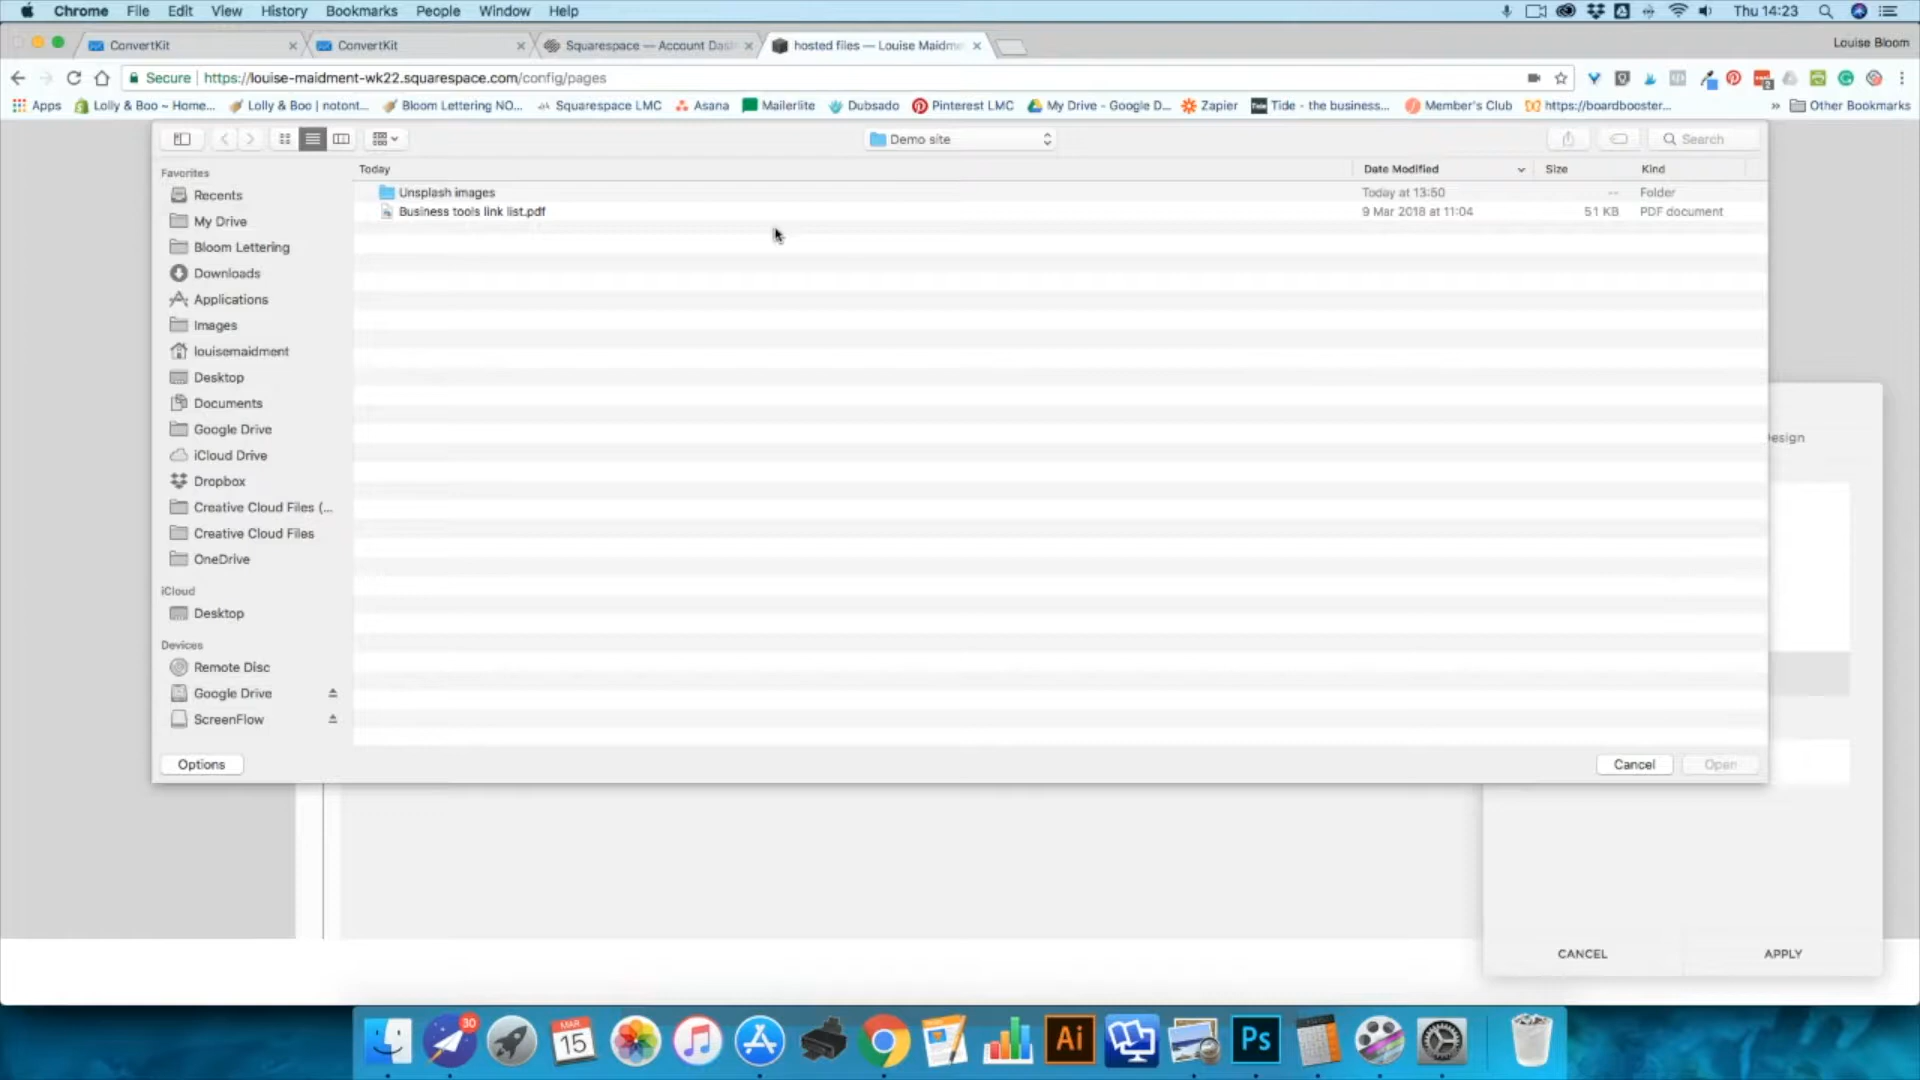 Chrome File Edit View History Bookmarks People Window Help Thu 14:23
ConvertKit ConvertKit Squarespace — Account Dash hosted files — Louise Maidme Louise Bloom
Secure https://louise-maidment-wk22.squarespace.com/config/pages
Apps Lolly & Boo ~ Home... Lolly & Boo | notont... Bloom Lettering NO... Squarespace LMC Asana Mailerlite Dubsado Pinterest LMC My Drive - Google D... Zapier Tide - the business... Member's Club https://boardbooster... » Other Bookmarks
Demo site Search
Favorites
Today Date Modified Size Kind
Recents
Unsplash images Today at 13:50 -- Folder
Business tools link list.pdf 9 Mar 2018 at 11:04 51 KB PDF document
My Drive
Bloom Lettering
Downloads
Applications
Images
louisemaidment
Desktop
Documents
Google Drive
iCloud Drive
Dropbox
Creative Cloud Files (...
Creative Cloud Files
OneDrive
iCloud
Desktop
Devices
Remote Disc
Google Drive
ScreenFlow
Options Cancel Open
esign
CANCEL APPLY
30
MAR
15
Ai
Ps